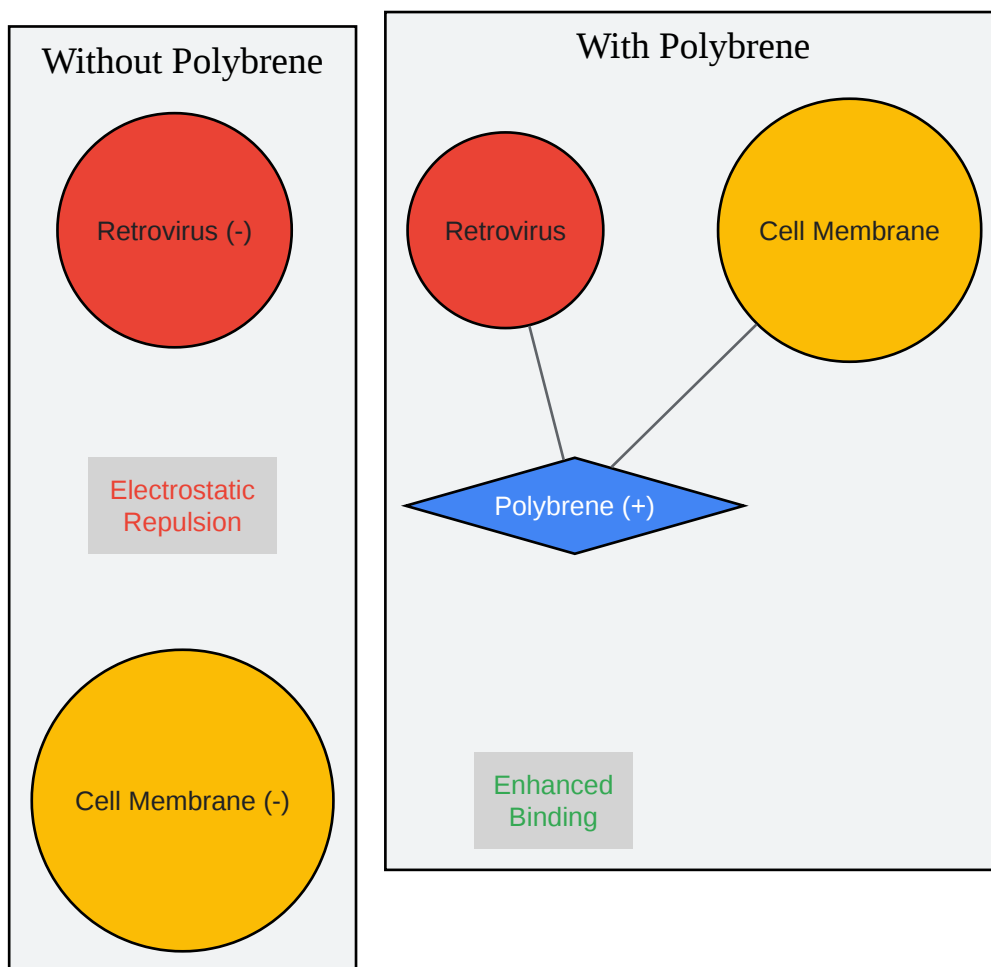 Without Polybrene
Retrovirus (-)
Electrostatic
Repulsion
Cell Membrane (-)
With Polybrene
Retrovirus
Cell Membrane
Polybrene (+)
Enhanced
Binding